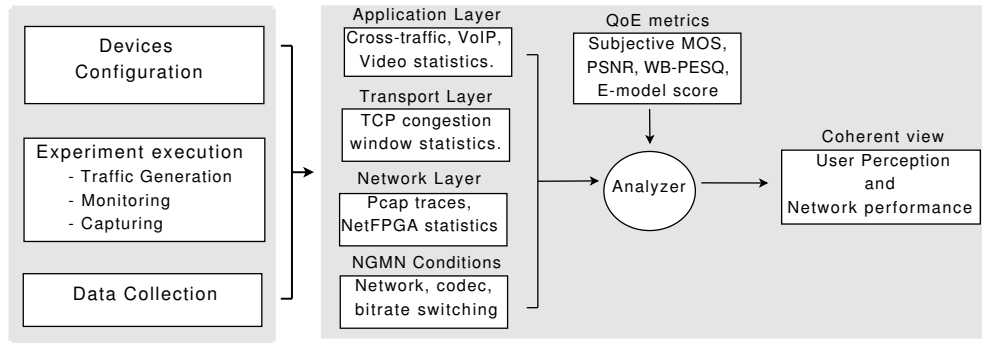 Devices
Configuration
Experiment execution
- Traffic Generation
- Monitoring
- Capturing
Data Collection
Application Layer
Cross-traffic, VoIP,
Video statistics.
Transport Layer
TCP congestion
window statistics.
Network Layer
Pcap traces,
NetFPGA statistics
NGMN Conditions
Network, codec,
bitrate switching
QoE metrics
Subjective MOS,
PSNR, WB-PESQ,
E-model score
Analyzer
Coherent view
User Perception
and
Network performance